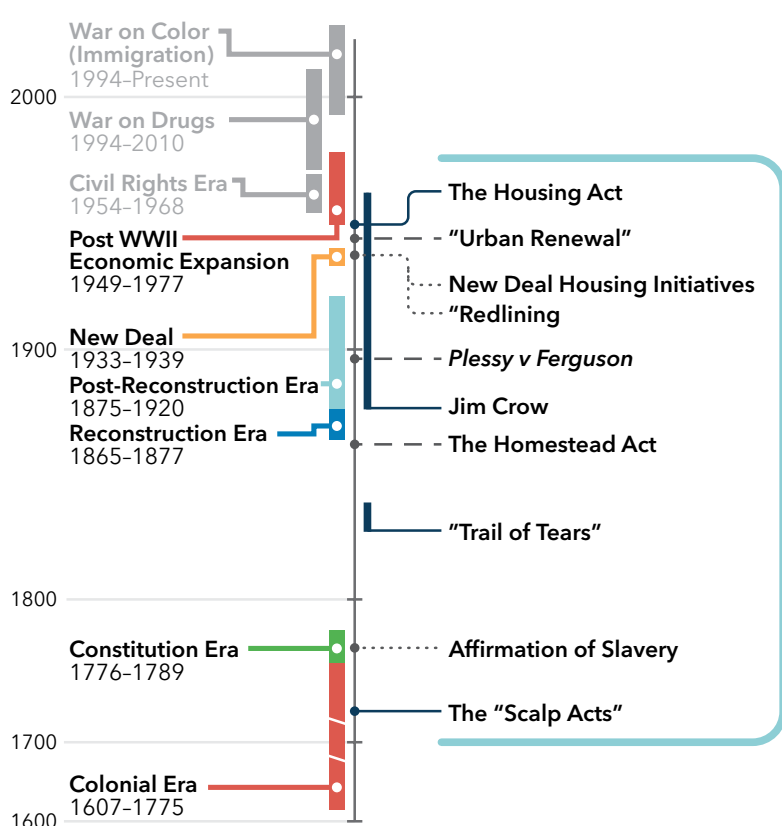 War on Color
(Immigration)
1994–Present
2000
War on Drugs
1994–2010
Civil Rights Era
1954–1968
Post WWII
Economic Expansion
1949–1977
New Deal
1933–1939
1900
Post-Reconstruction Era
1875–1920
Reconstruction Era
1865–1877
1800
Constitution Era
1776–1789
1700
Colonial Era
1607–1775
1600
The Housing Act
“Urban Renewal”
New Deal Housing Initiatives
“Redlining
Plessy v Ferguson
Jim Crow
The Homestead Act
”Trail of Tears”
Affirmation of Slavery
The “Scalp Acts”